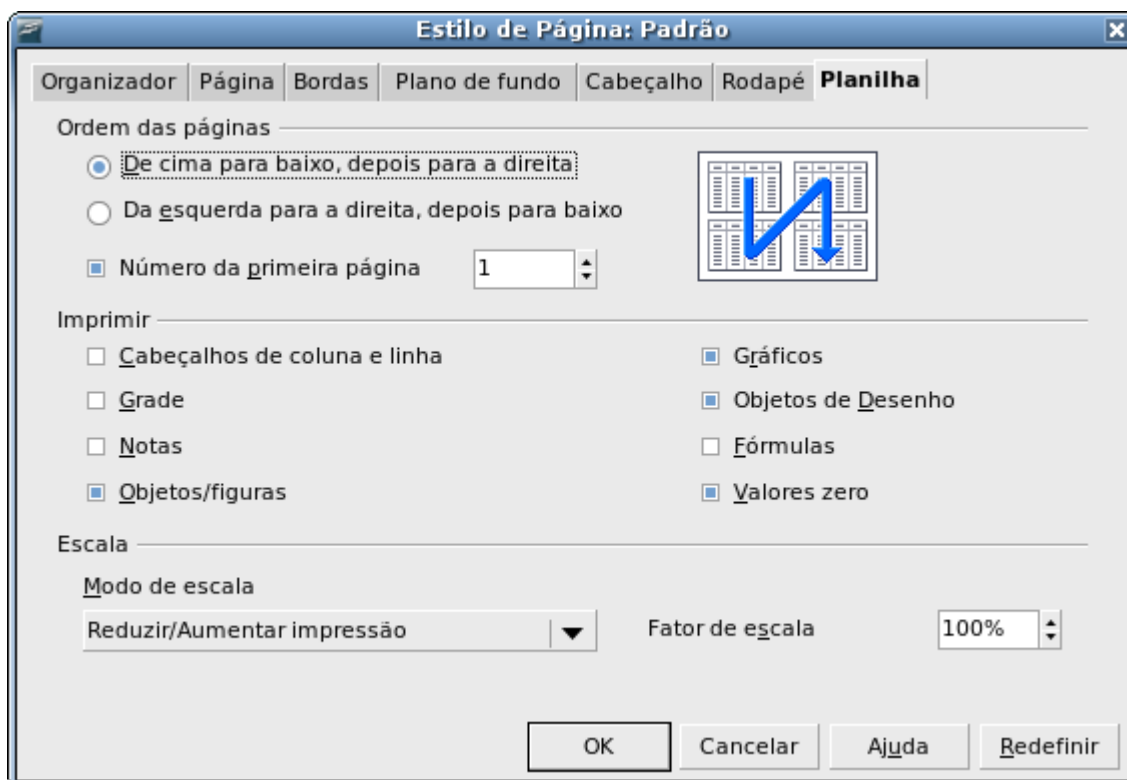 Estilo de Página: Padrão
Organizador Página Bordas Plano de fundo Cabeçalho Rodapé Planilha
Ordem das páginas
De cima para baixo, depois para a direita
Da esquerda para a direita, depois para baixo
Número da primeira página 1
Imprimir
Cabeçalhos de coluna e linha Gráficos
Grade Objetos de Desenho
Notas Fórmulas
Objetos/figuras Valores zero
Escala
Modo de escala
Reduzir/Aumentar impressão Fator de escala 100%
OK Cancelar Ajuda Redefinir